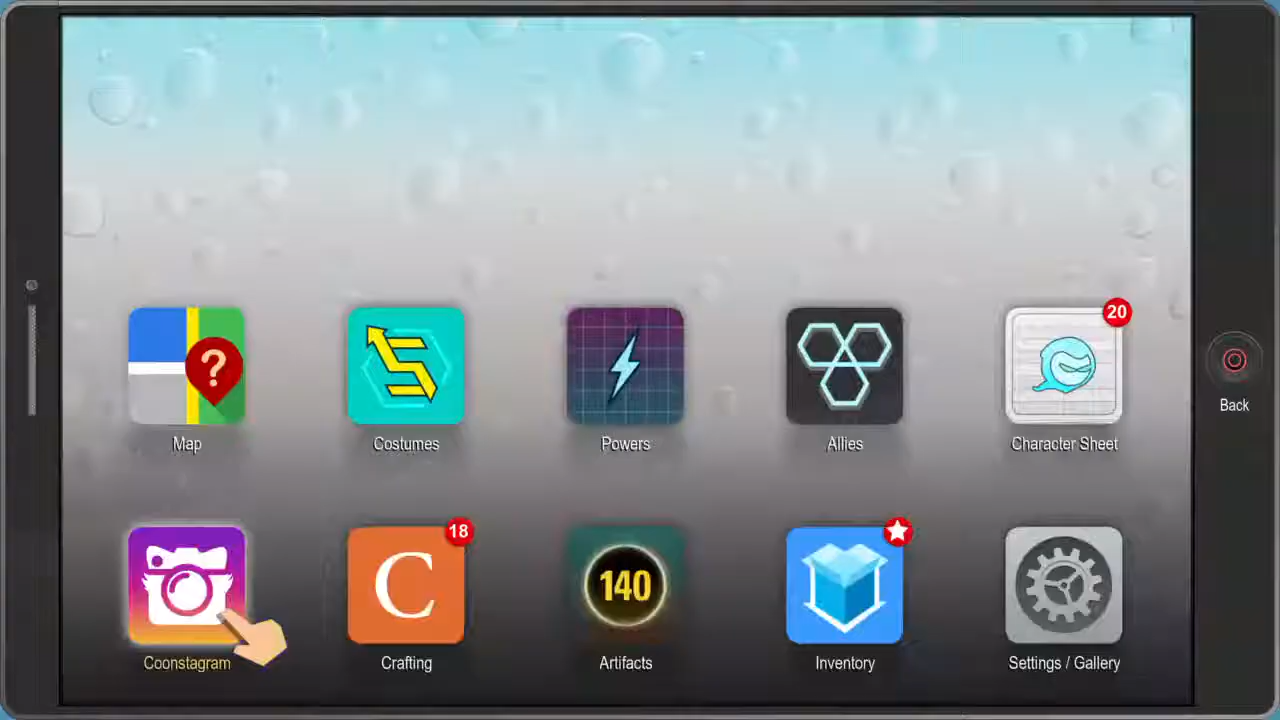 ?
20
Map
Costumes
Powers
Allies
Character Sheet
Back
18
C
140
Coonstagram
Crafting
Artifacts
Inventory
Settings / Gallery